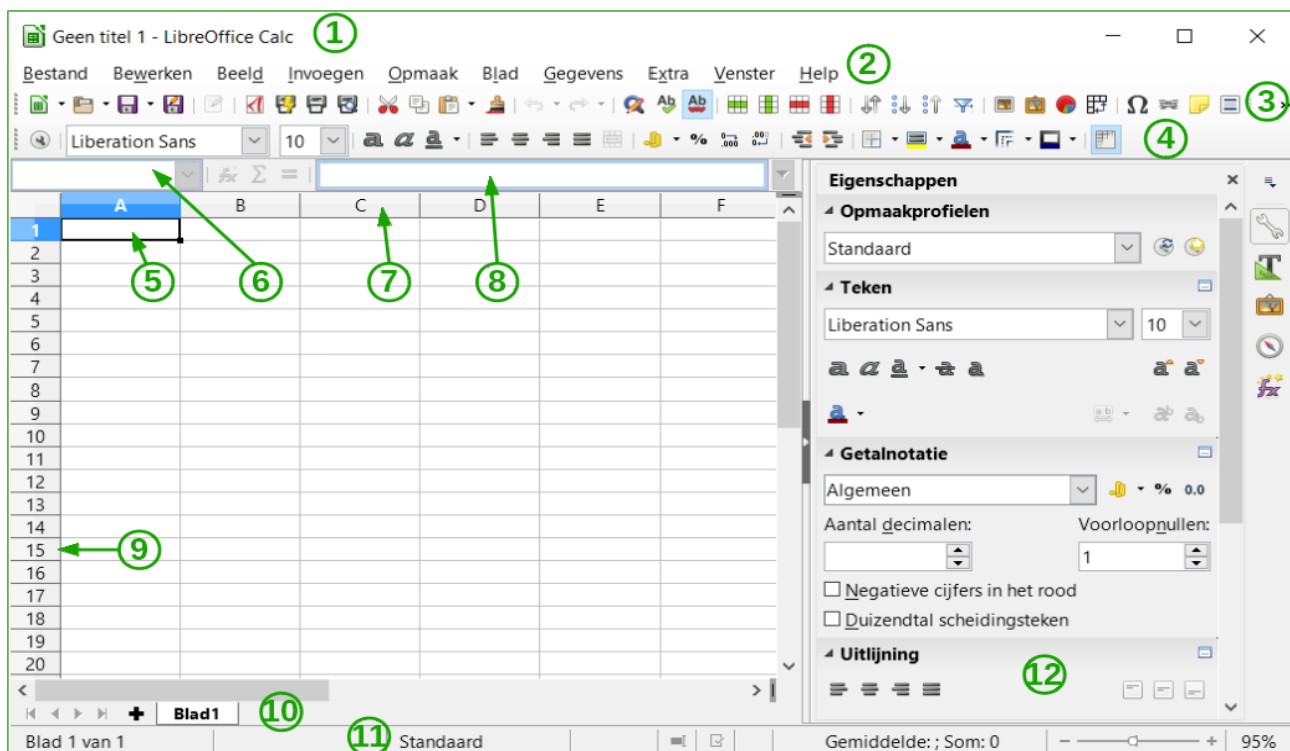 Geen titel 1 - LibreOffice Calc 1
Bestand Bewerken Beeld Invoegen Opmaak Blad Gegevens Extra Venster Help 2
3
Liberation Sans 10 a a a % 4
Eigenschappen
A B C D E F
Opmaakprofielen
Standaard
5 6 7 8
Teken
Liberation Sans 10
a a a a a a a
a ab a
Getalnotatie
Algemeen % 0.0
Aantal decimalen: Voorloopnullen:
1
9
Negatieve cijfers in het rood
Duizendtal scheidingsteken
Uitlijning
12
1
2
3
4
5
6
7
8
9
10
11
12
13
14
15
16
17
18
19
20
Blad1 10
Blad 1 van 1 11 Standaard Gemiddelde: ; Som: 0 95%